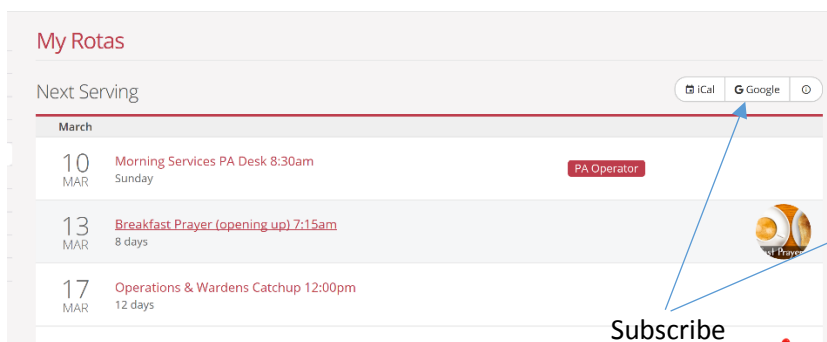 My Rotas
Next Serving
iCal
Google
March
10
MAR
Morning Services PA Desk 8:30am
Sunday
PA Operator
13
MAR
Breakfast Prayer (opening up) 7:15am
8 days
Prayer
17
MAR
Operations & Wardens Catchup 12:00pm
12 days
Subscribe